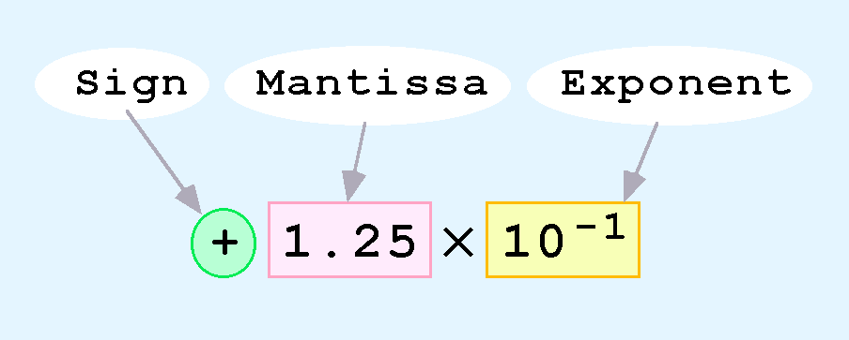 Sign Mantissa Exponent
+ 1.25 × 10⁻¹